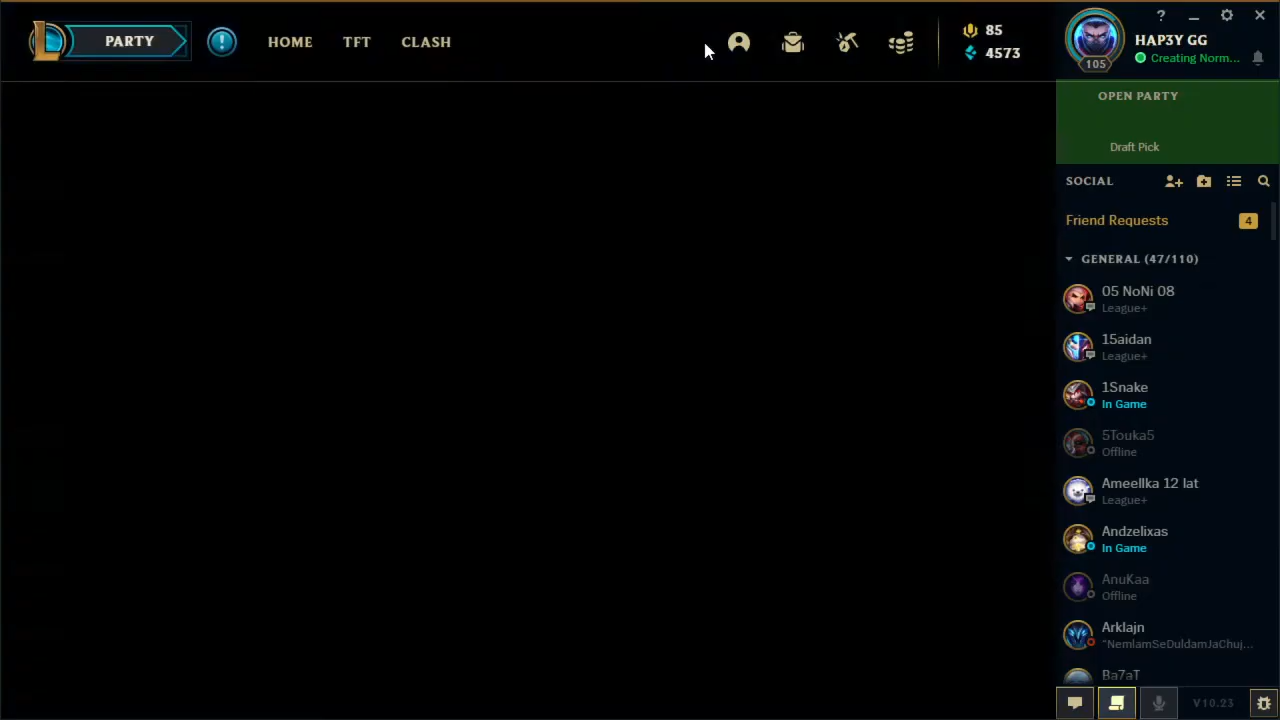 PARTY
HOME
TFT
CLASH
85
4573
?
HAP3Y GG
105
Creating Norm...
OPEN PARTY
Draft Pick
SOCIAL
Friend Requests
4
GENERAL (47/110)
05 NoNi 08
League+
15aidan
League+
1Snake
In Game
5Touka5
Offline
Ameellka 12 lat
League+
Andzelixas
In Game
AnuKaa
Offline
Arklajn
"NemlamSeDuldamJaChuj...
Ba7aT
V10.23